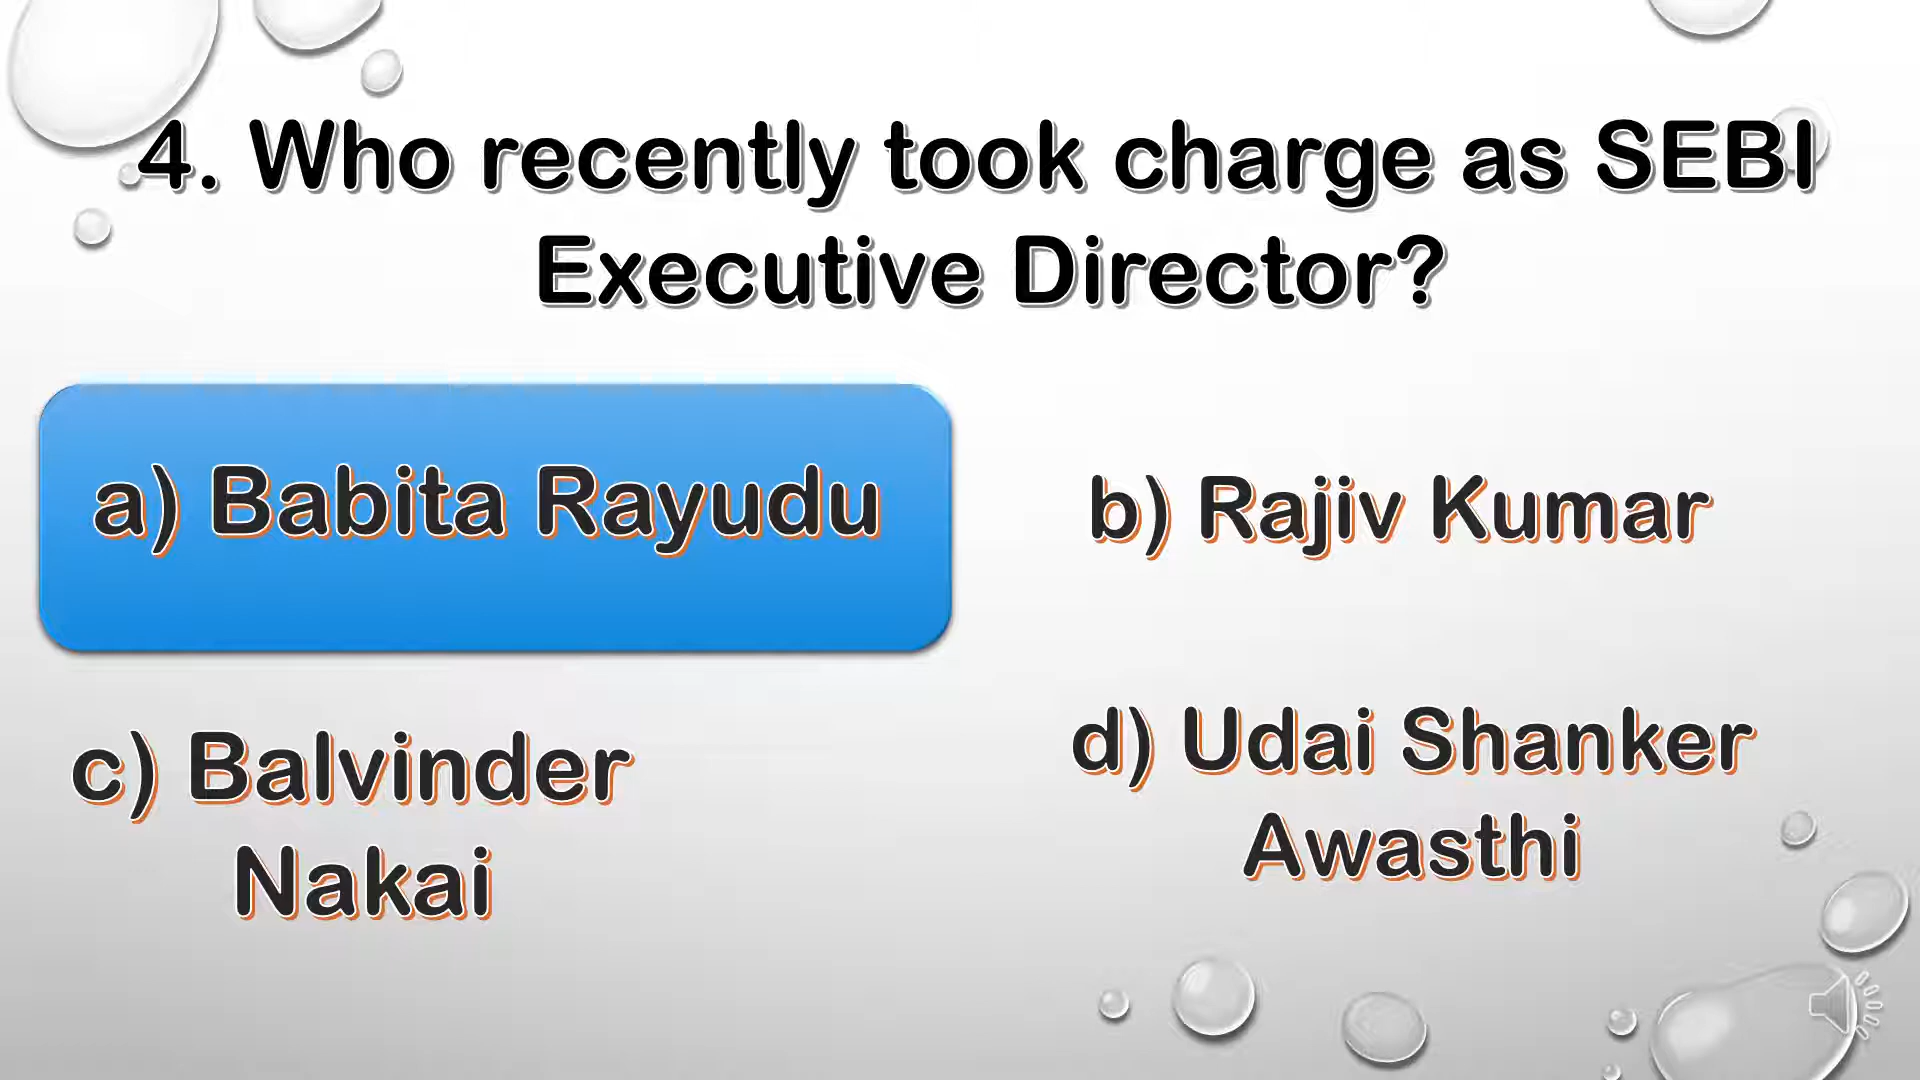 4. Who recently took charge as SEBI
Executive Director?
a) Babita Rayudu
b) Rajiv Kumar
c) Balvinder
Nakai
d) Udai Shanker
Awasthi